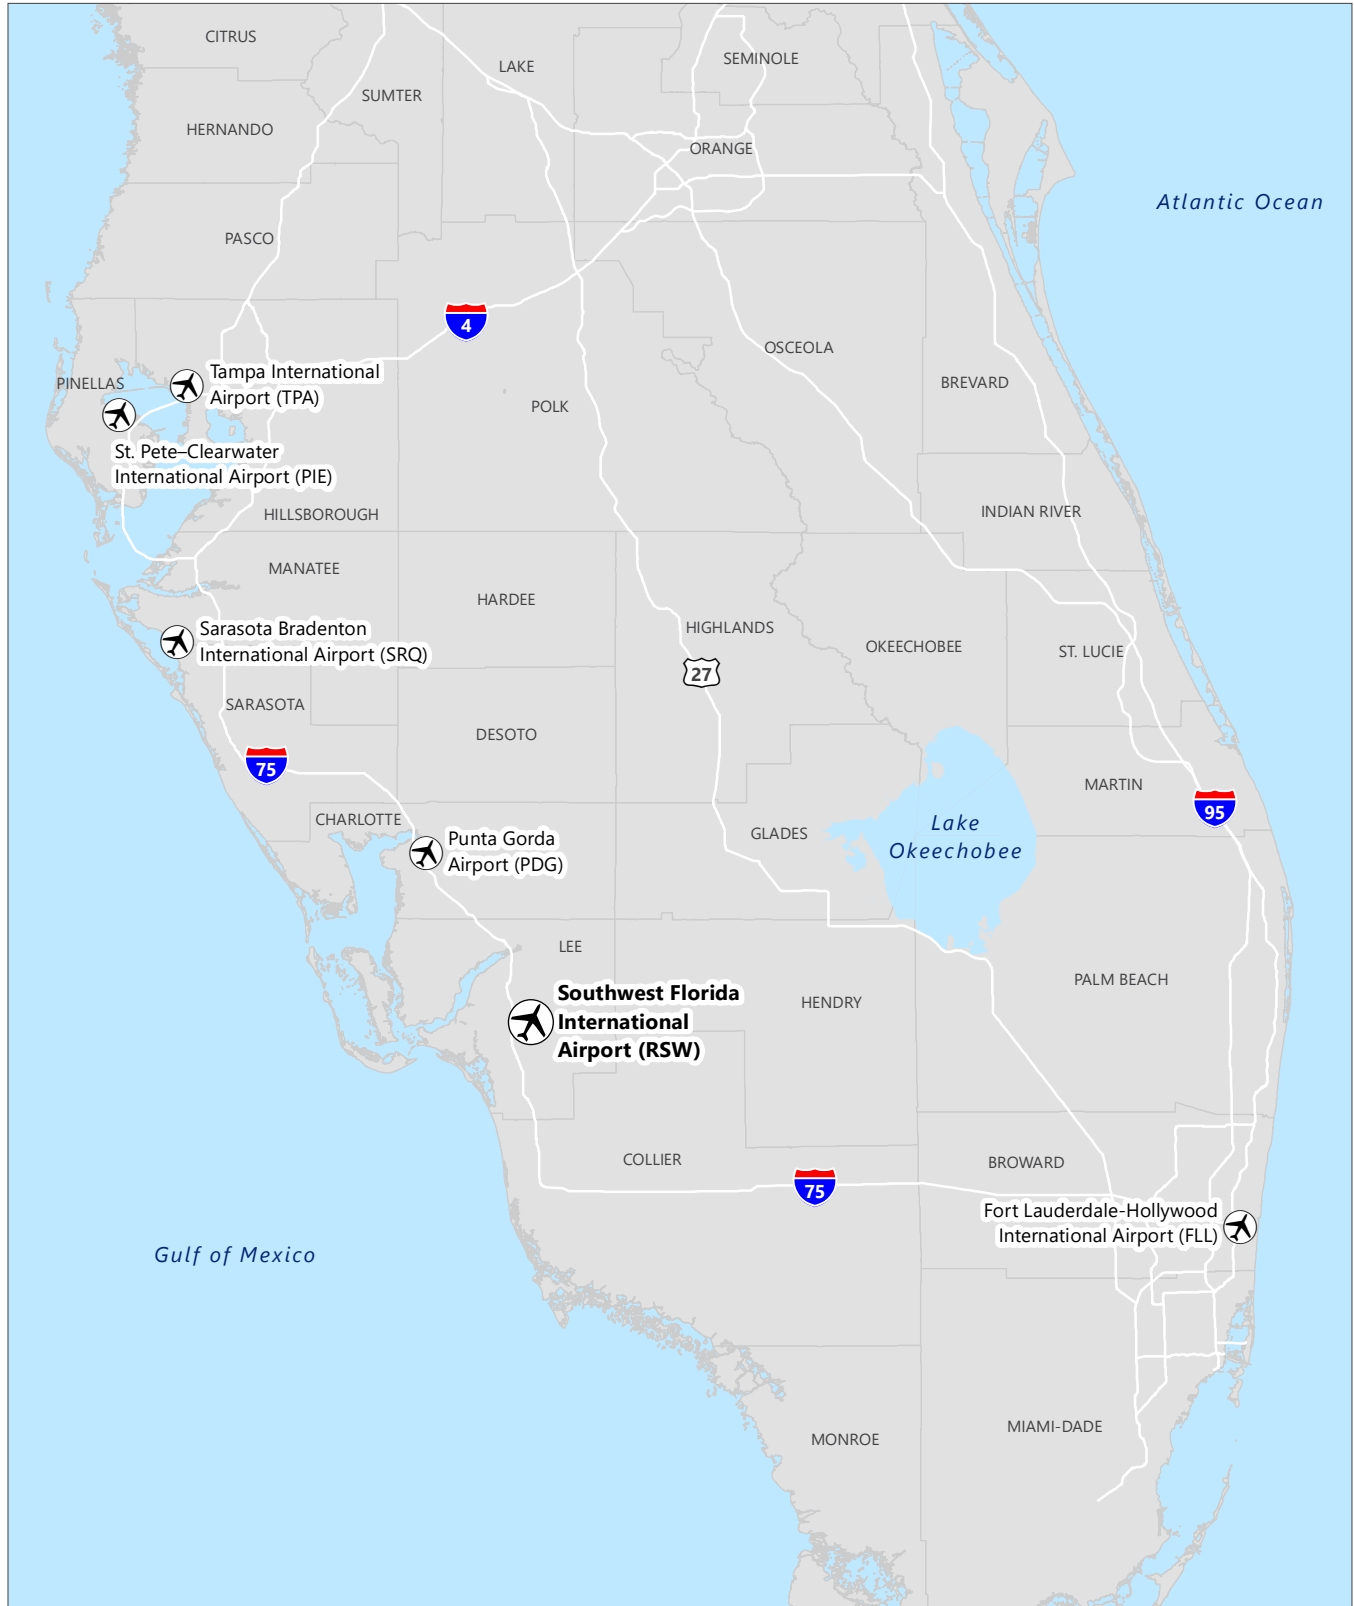 CITRUS
LAKE
SEMINOLE
SUMTER
HERNANDO
ORANGE
Atlantic Ocean
PASCO
4
OSCEOLA
Tampa International
Airport (TPA)
PINELLAS
BREVARD
POLK
St. Pete–Clearwater
International Airport (PIE)
HILLSBOROUGH
INDIAN RIVER
MANATEE
HARDEE
Sarasota Bradenton
International Airport (SRQ)
HIGHLANDS
OKEECHOBEE
ST. LUCIE
27
SARASOTA
DESOTO
75
MARTIN
95
CHARLOTTE
GLADES
Lake
Okeechobee
Punta Gorda
Airport (PDG)
LEE
PALM BEACH
Southwest Florida
International
Airport (RSW)
HENDRY
COLLIER
BROWARD
75
Fort Lauderdale-Hollywood
International Airport (FLL)
Gulf of Mexico
MIAMI-DADE
MONROE